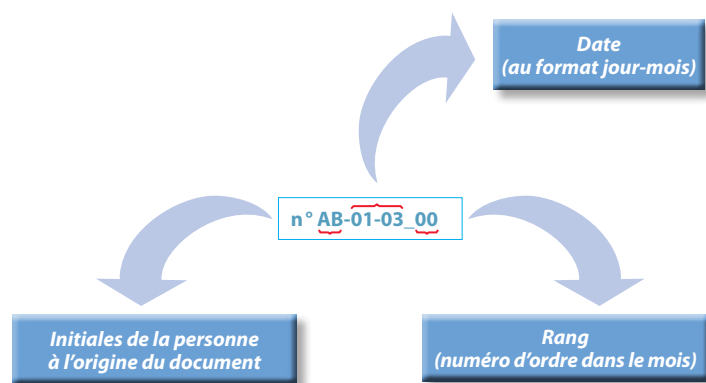 Date
(au format jour-mois)
n° AB-01-03_00
Initiales de la personne
à l’origine du document
Rang
(numéro d’ordre dans le mois)